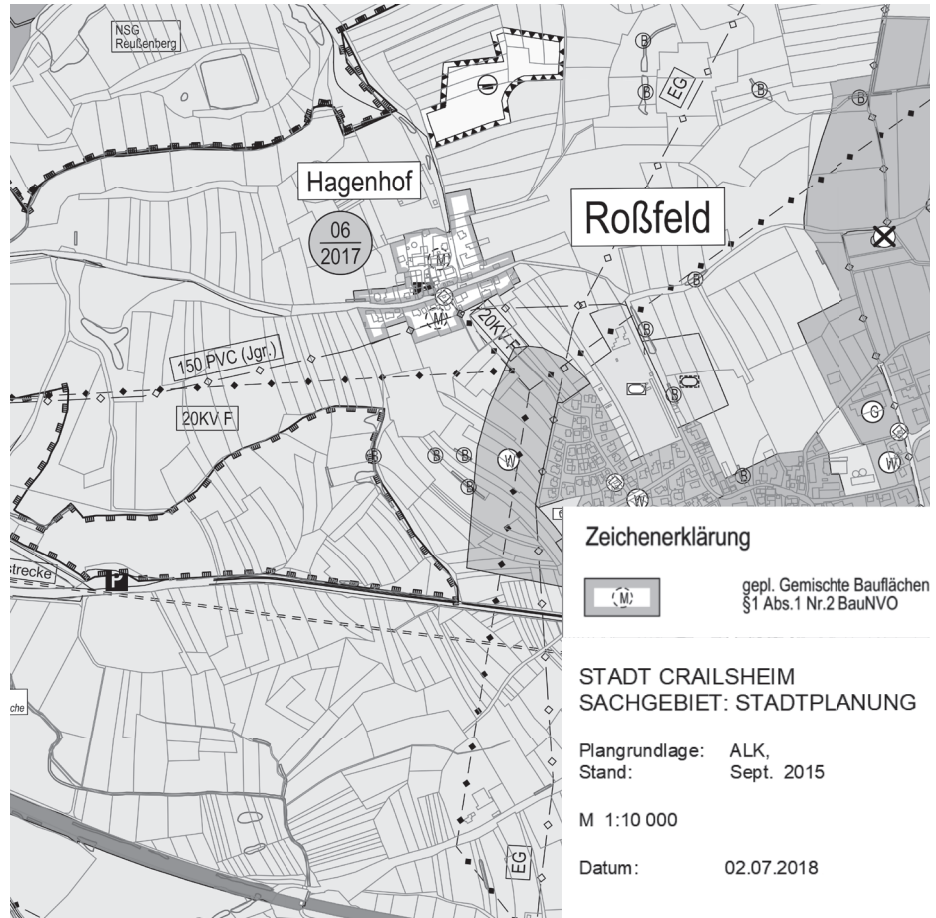 NSG
Reußenberg
EG
B
B
B
B
Hagenhof
Roßfeld
06
2017
M
M
B
20KV F
B
150 PVC (Jgr.)
20KV F
B
G
B
B
B
W
W
B
B
W
Zeichenerklärung
strecke
P
M
gepl. Gemischte Bauflächen
§1 Abs.1 Nr.2 BauNVO
STADT CRAILSHEIM
SACHGEBIET: STADTPLANUNG
che
Plangrundlage: ALK,
Stand: Sept. 2015
M 1:10 000
EG
Datum: 02.07.2018